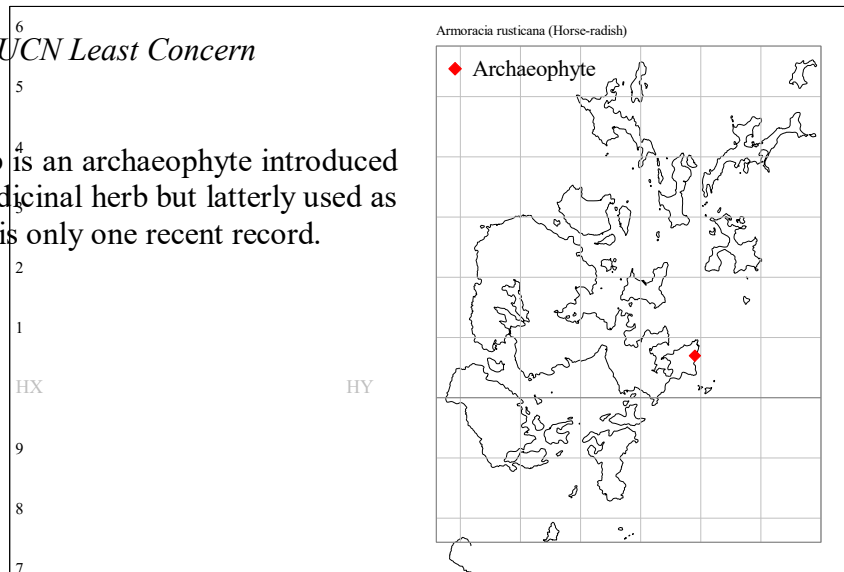 UCN Least Concern
is an archaeophyte introduced
dicinal herb but latterly used as
is only one recent record.
6
5
4
3
2
1
HX
HY
9
8
7
Armoracia rusticana (Horse-radish)
Archaeophyte